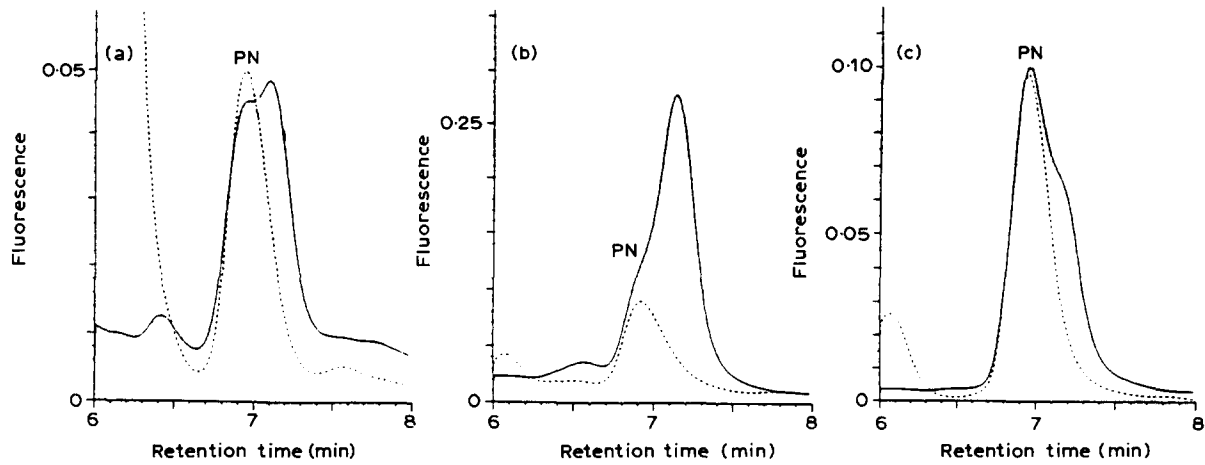 (a)
PN
0·05
0
Fluorescence
6
7
8
Retention time (min)
(b)
PN
0·25
0
Fluorescence
6
7
8
Retention time (min)
(c)
PN
0·10
0·05
0
Fluorescence
6
7
8
Retention time (min)